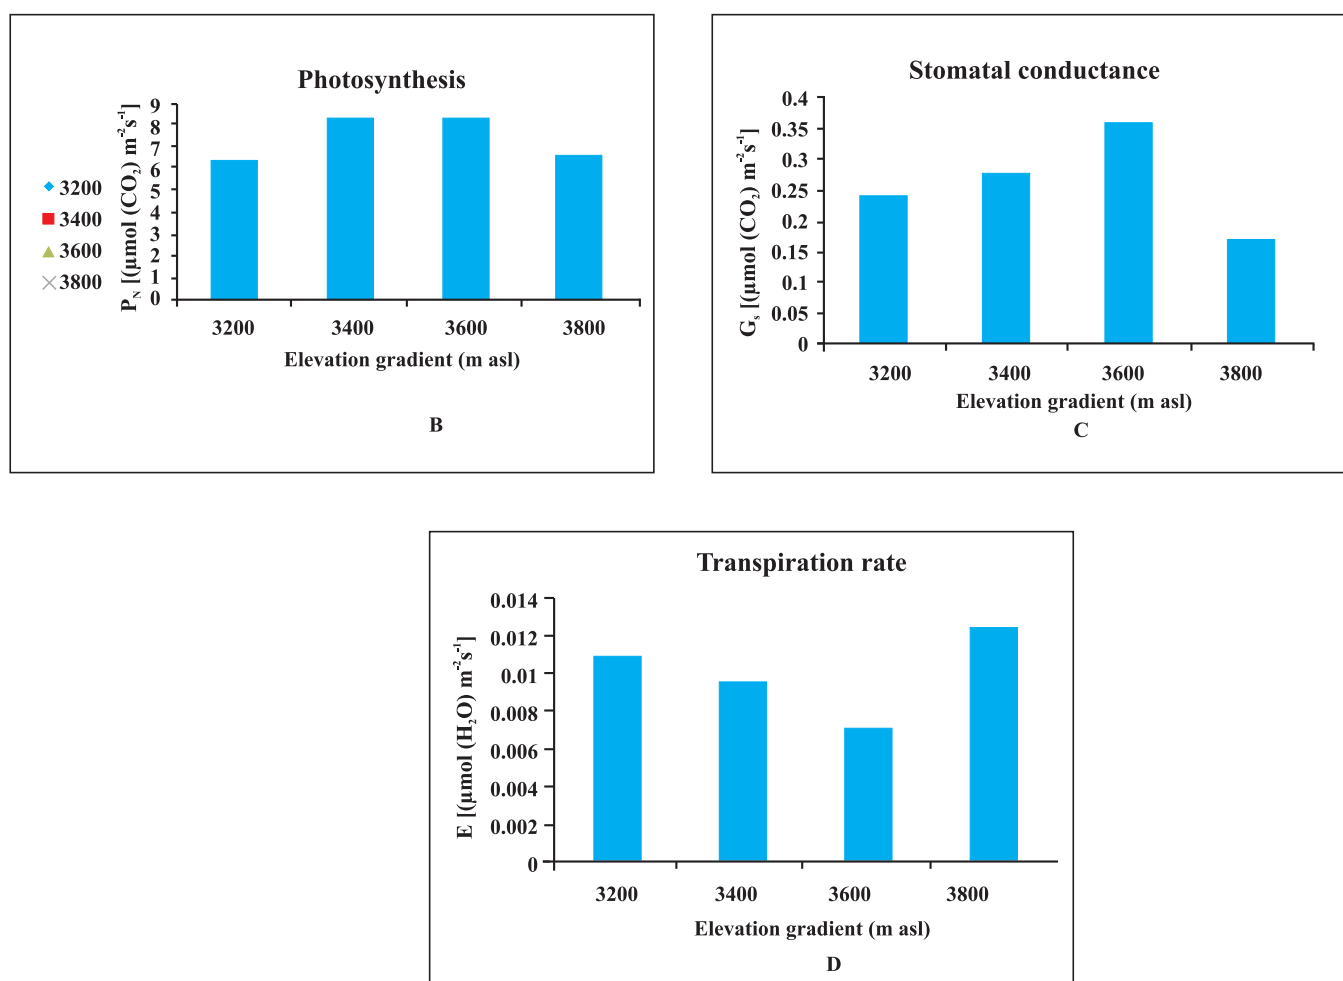 Photosynthesis
P_N [(μmol (CO₂) m⁻²s⁻¹]
9
8
7
6
5
4
3
2
1
0
3200
3400
3600
3800
3200 3400 3600 3800
Elevation gradient (m asl)
B
Stomatal conductance
G_s [(μmol (CO₂) m⁻²s⁻¹]
0.4
0.35
0.3
0.25
0.2
0.15
0.1
0.05
0
3200 3400 3600 3800
Elevation gradient (m asl)
C
Transpiration rate
E [(μmol (H₂O) m⁻²s⁻¹]
0.014
0.012
0.01
0.008
0.006
0.004
0.002
0
3200 3400 3600 3800
Elevation gradient (m asl)
D